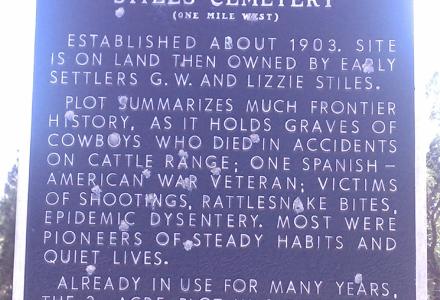 STILES CEMETERY
(ONE MILE WEST)
ESTABLISHED ABOUT 1903. SITE
IS ON LAND THEN OWNED BY EARLY
SETTLERS G. W. AND LIZZIE STILES.
PLOT SUMMARIZES MUCH FRONTIER
HISTORY, AS IT HOLDS GRAVES OF
COWBOYS WHO DIED IN ACCIDENTS
ON CATTLE RANGE; ONE SPANISH-
AMERICAN WAR VETERAN; VICTIMS
OF SHOOTINGS, RATTLESNAKE BITES,
EPIDEMIC DYSENTERY. MOST WERE
PIONEERS OF STEADY HABITS AND
QUIET LIVES.
ALREADY IN USE FOR MANY YEARS,
THE